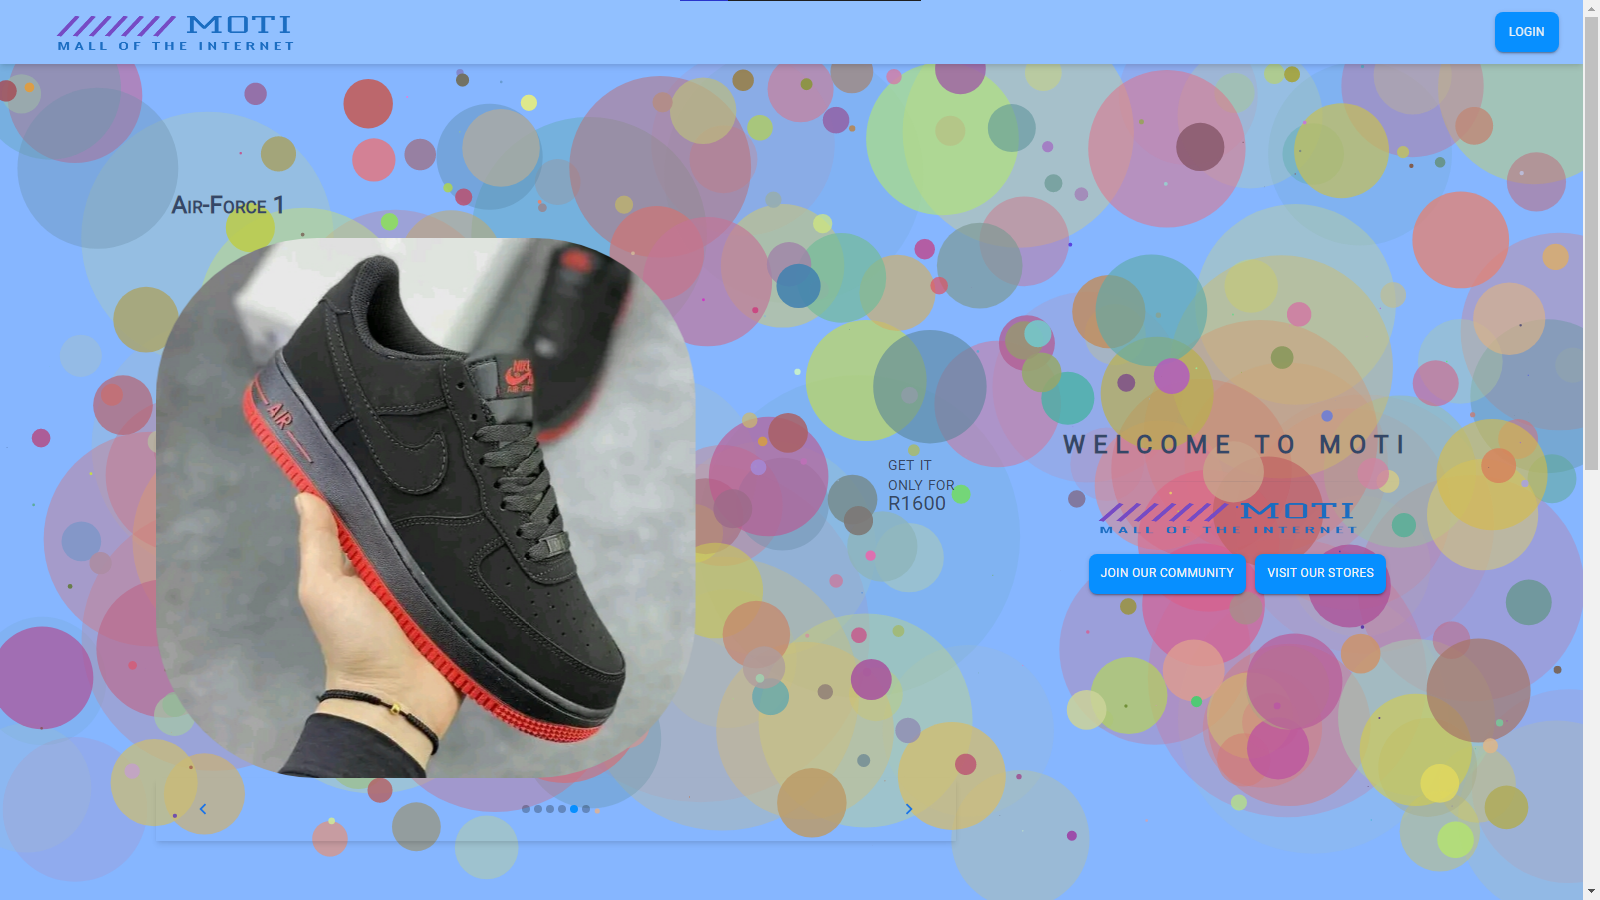 MOTI
MALL OF THE INTERNET
LOGIN
Air-Force 1
NIKE
AIR
GET IT
ONLY FOR
R1600
WELCOME TO MOTI
MOTI
MALL OF THE INTERNET
JOIN OUR COMMUNITY
VISIT OUR STORES